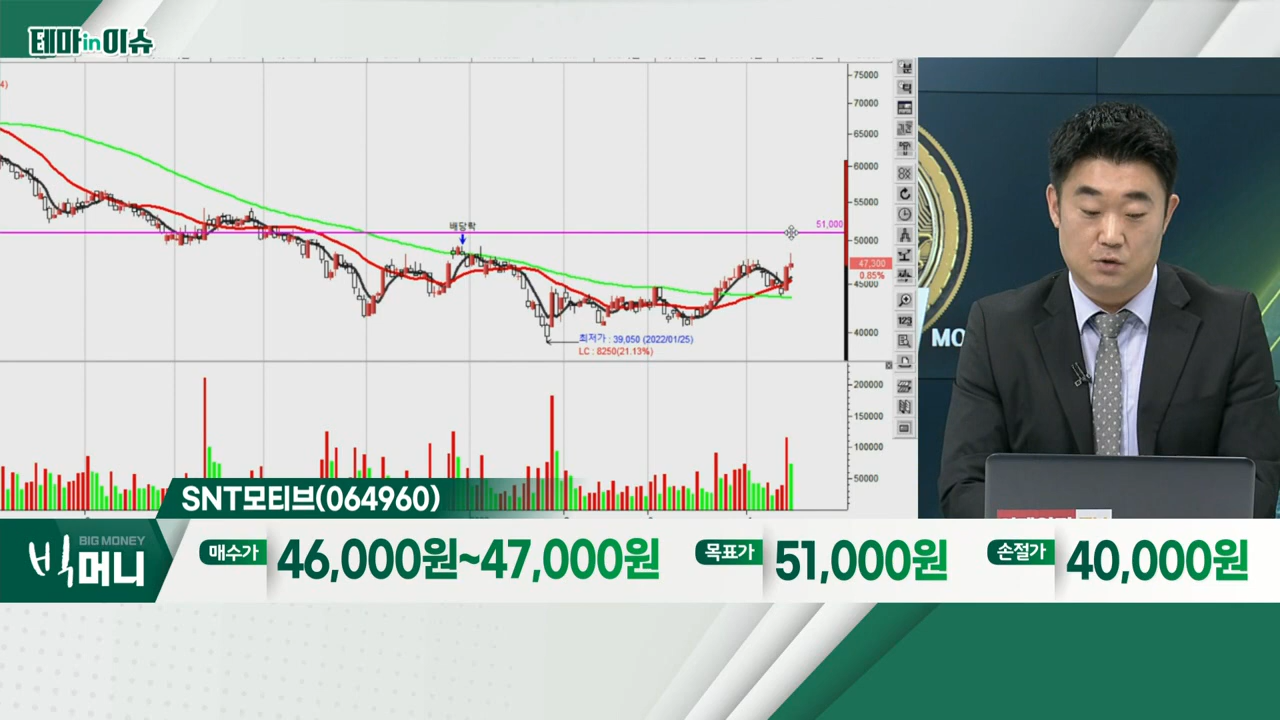 테마in이슈
4)
75000
70000
65000
60000
55000
51,000
50000
47,300
0.85%
45000
40000
배당락
최저가 : 39,050 (2022/01/25)
LC : 8250(21.13%)
200000
150000
100000
50000
123
MO
SNT모티브(064960)
BIG MONEY
빅머니
매수가 46,000원~47,000원 목표가 51,000원 손절가 40,000원